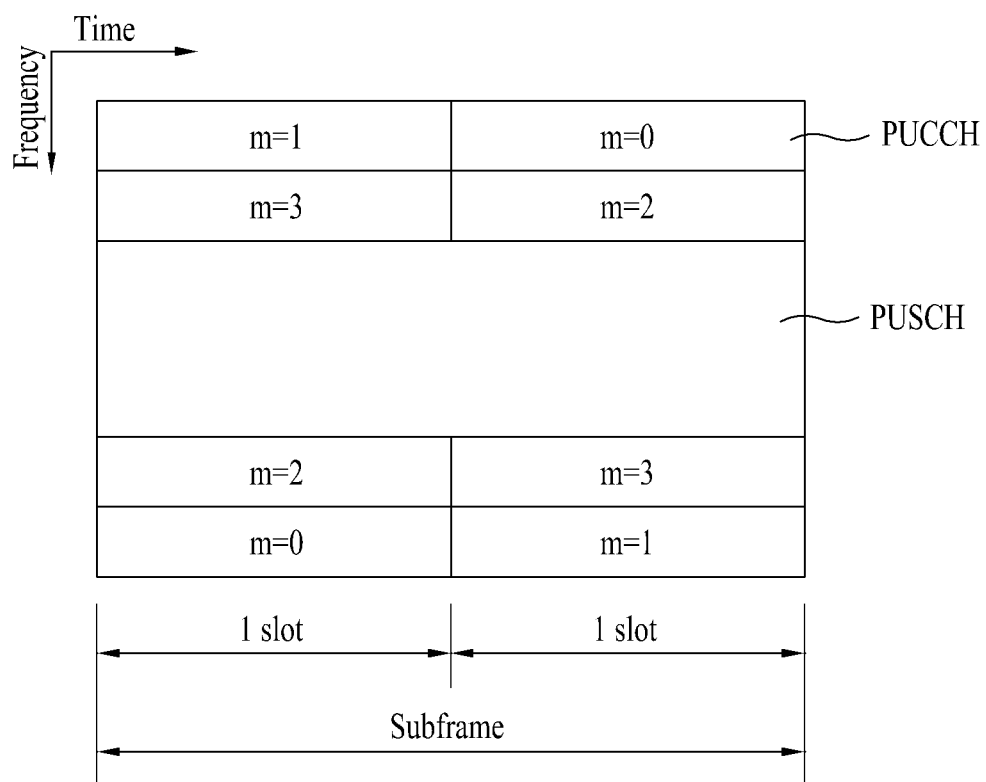 Time
Frequency
m=1 m=0 PUCCH
m=3 m=2
PUSCH
m=2 m=3
m=0 m=1
1 slot 1 slot
Subframe